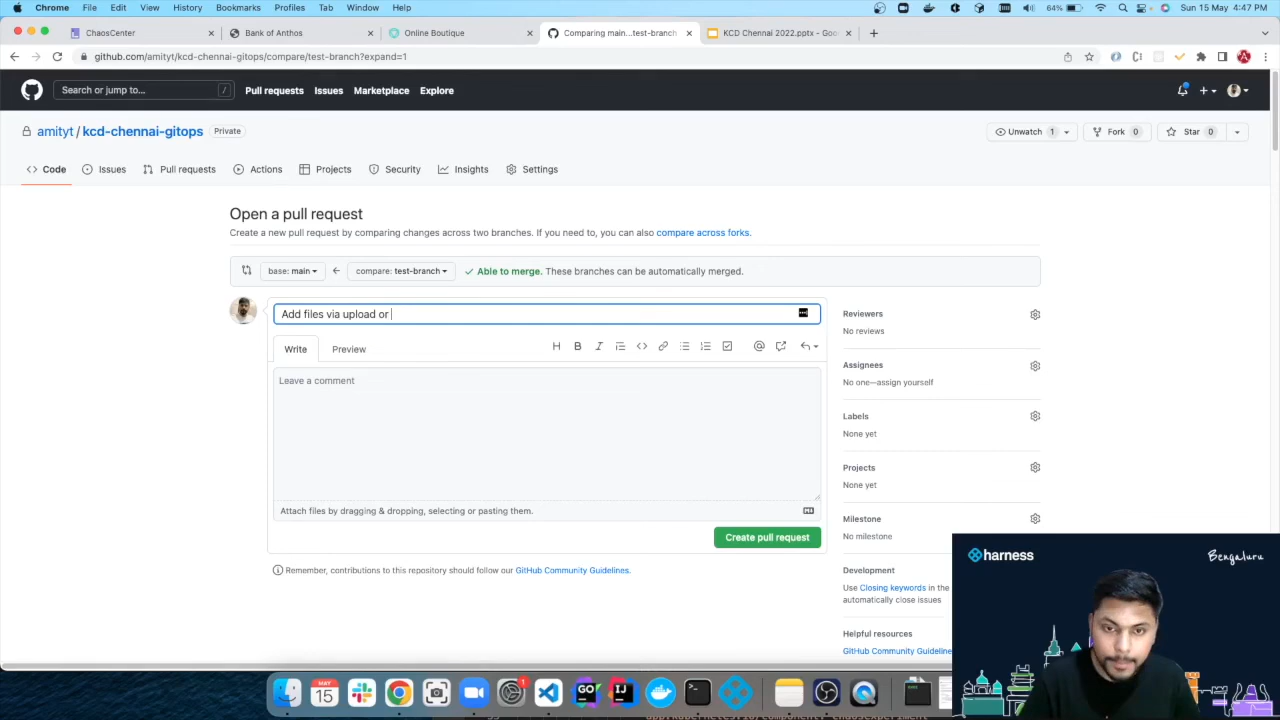 Chrome File Edit View History Bookmarks Profiles Tab Window Help 64% Sun 15 May 4:47 PM
ChaosCenter Bank of Anthos Online Boutique Comparing main...test-branch KCD Chennai 2022.pptx - Goo
github.com/amityt/kcd-chennai-gitops/compare/test-branch?expand=1
Search or jump to... / Pull requests Issues Marketplace Explore
amityt / kcd-chennai-gitops Private Unwatch 1 Fork 0 Star 0
Code Issues Pull requests Actions Projects Security Insights Settings
Open a pull request
Create a new pull request by comparing changes across two branches. If you need to, you can also compare across forks.
base: main compare: test-branch Able to merge. These branches can be automatically merged.
Add files via upload or
Write Preview
Leave a comment
Attach files by dragging & dropping, selecting or pasting them.
Create pull request
Remember, contributions to this repository should follow our GitHub Community Guidelines.
Reviewers
No reviews
Assignees
No one—assign yourself
Labels
None yet
Projects
None yet
Milestone
No milestone
Development
Use Closing keywords in the
automatically close issues
Helpful resources
GitHub Community Guideline
harness Bengaluru
MAY
15
1
GO
IJ